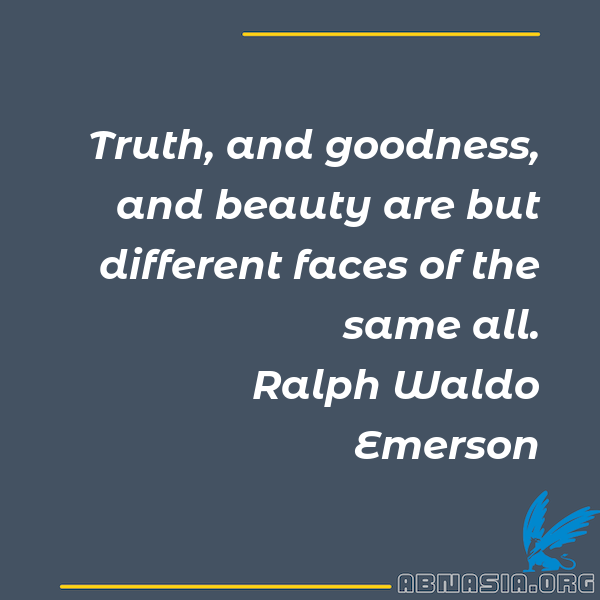 Truth, and goodness,
and beauty are but
different faces of the
same all.
Ralph Waldo
Emerson
ABNASIA.ORG